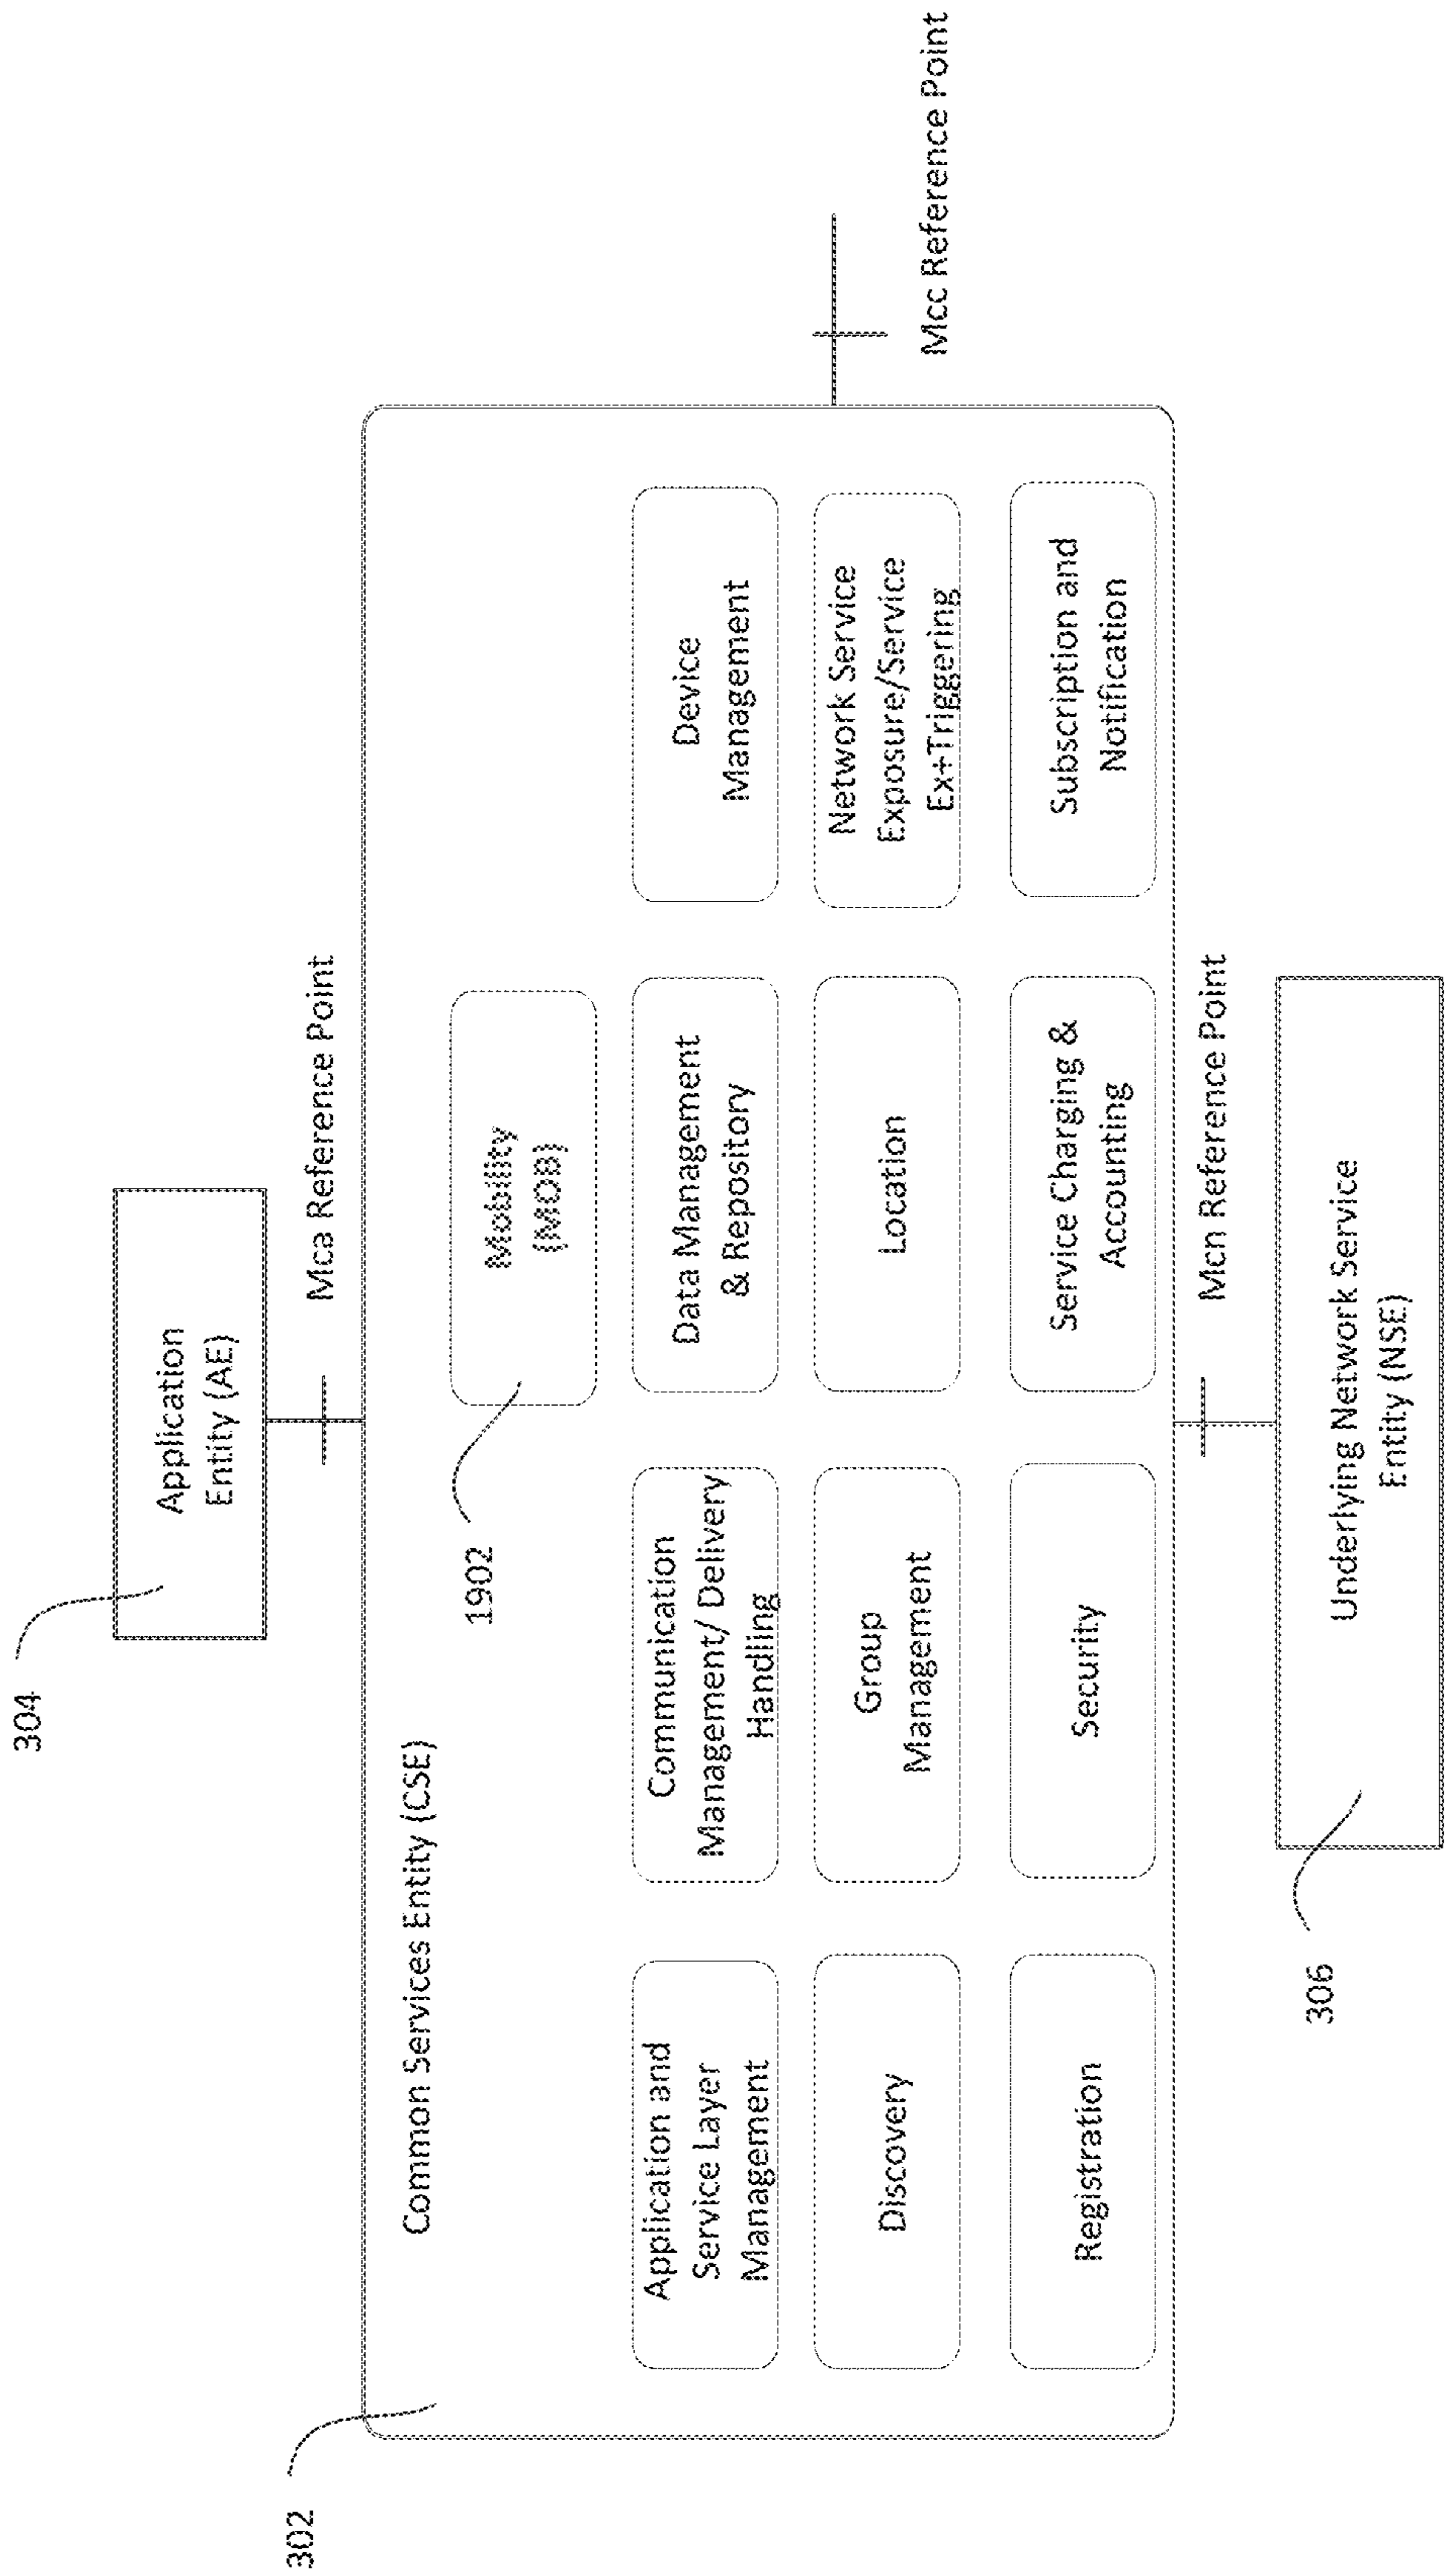 304
Application
Entity (AE)
Mca Reference Point
302
Common Services Entity (CSE)
1902
Mobility
(MOB)
Application and
Service Layer
Management
Communication
Management/ Delivery
Handling
Data Management
& Repository
Device
Management
Discovery
Group
Management
Location
Network Service
Exposure/Service
Ex+Triggering
Registration
Security
Service Charging &
Accounting
Subscription and
Notification
Mcc Reference Point
Mcn Reference Point
306
Underlying Network Service
Entity (NSE)